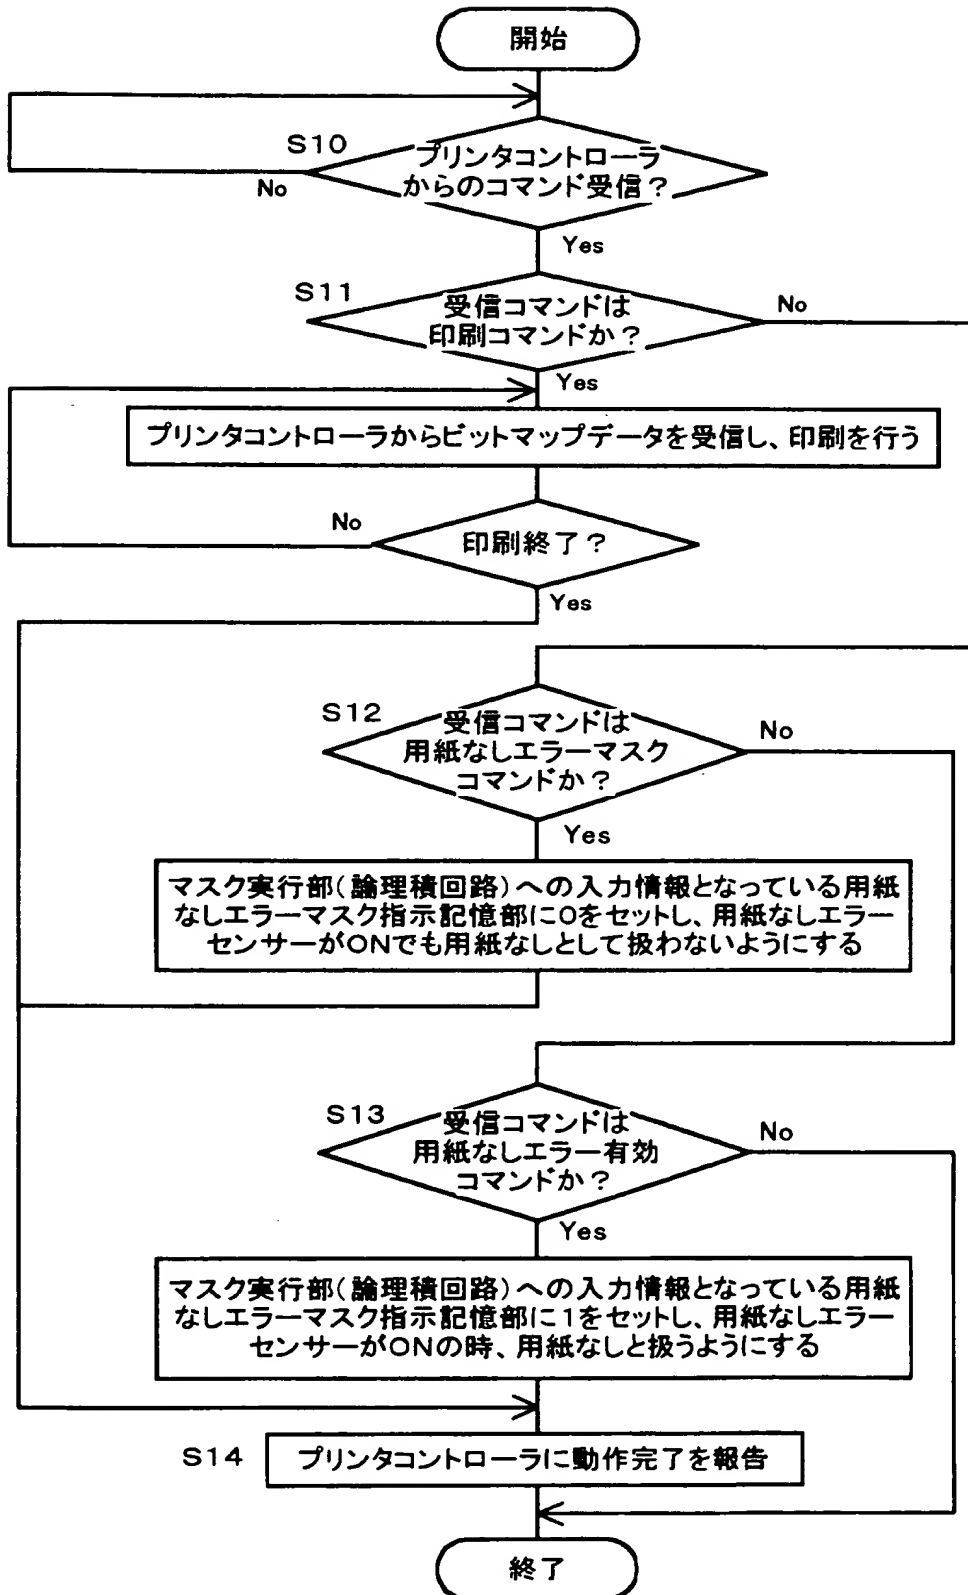 開始
S10
プリンタコントローラ
からのコマンド受信？
No
Yes
S11
受信コマンドは
印刷コマンドか？
No
Yes
プリンタコントローラからビットマップデータを受信し、印刷を行う
No
印刷終了？
Yes
S12
受信コマンドは
用紙なしエラーマスク
コマンドか？
No
Yes
マスク実行部(論理積回路)への入力情報となっている用紙
なしエラーマスク指示記憶部に0をセットし、用紙なしエラー
センサーがONでも用紙なしとして扱わないようにする
S13
受信コマンドは
用紙なしエラー有効
コマンドか？
No
Yes
マスク実行部(論理積回路)への入力情報となっている用紙
なしエラーマスク指示記憶部に1をセットし、用紙なしエラー
センサーがONの時、用紙なしと扱うようにする
S14
プリンタコントローラに動作完了を報告
終了